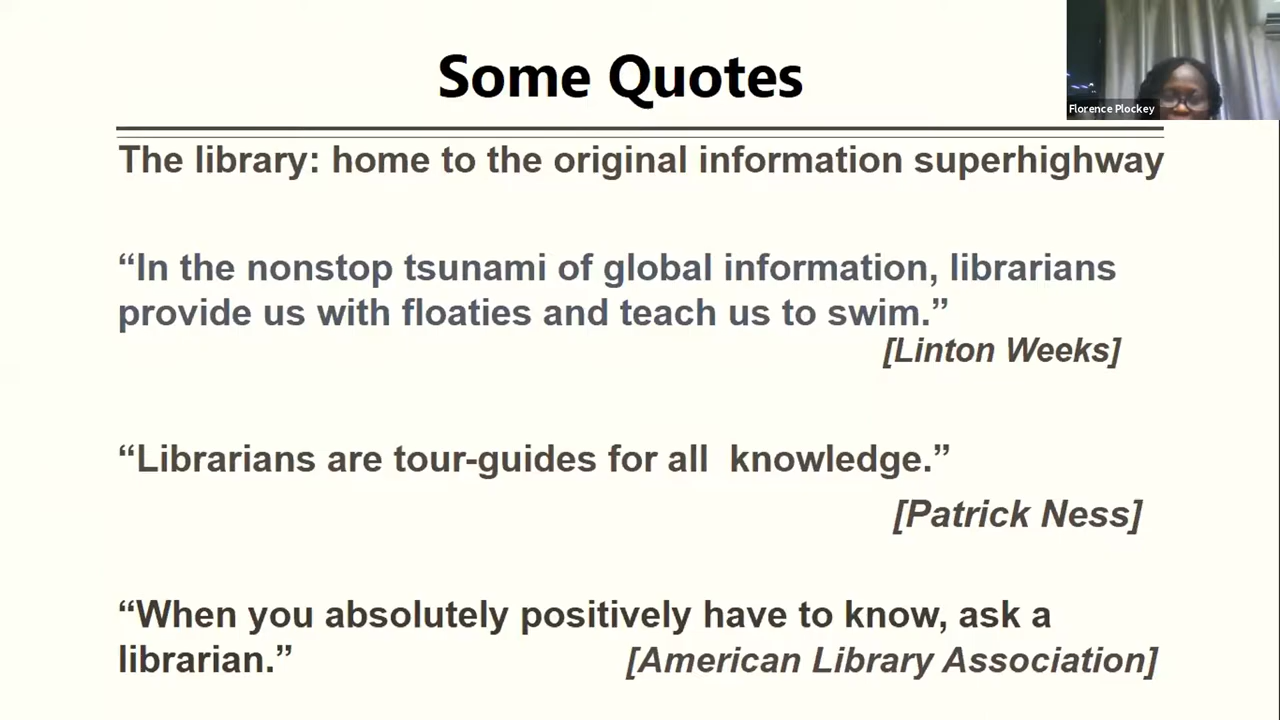 Some Quotes
Florence Plockey
The library: home to the original information superhighway
“In the nonstop tsunami of global information, librarians
provide us with floaties and teach us to swim.”
[Linton Weeks]
“Librarians are tour-guides for all  knowledge.”
[Patrick Ness]
“When you absolutely positively have to know, ask a
librarian.” [American Library Association]